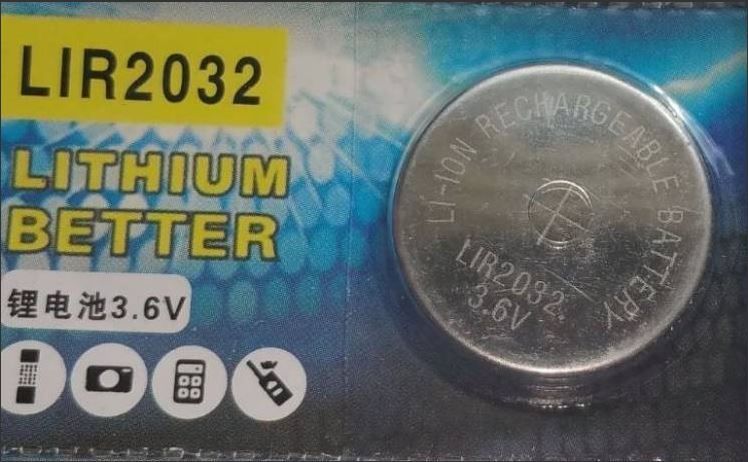 LIR2032
LITHIUM
BETTER
锂电池3.6V
LI-ION RECHARGEABLE BATTERY
LIR2032
3.6V